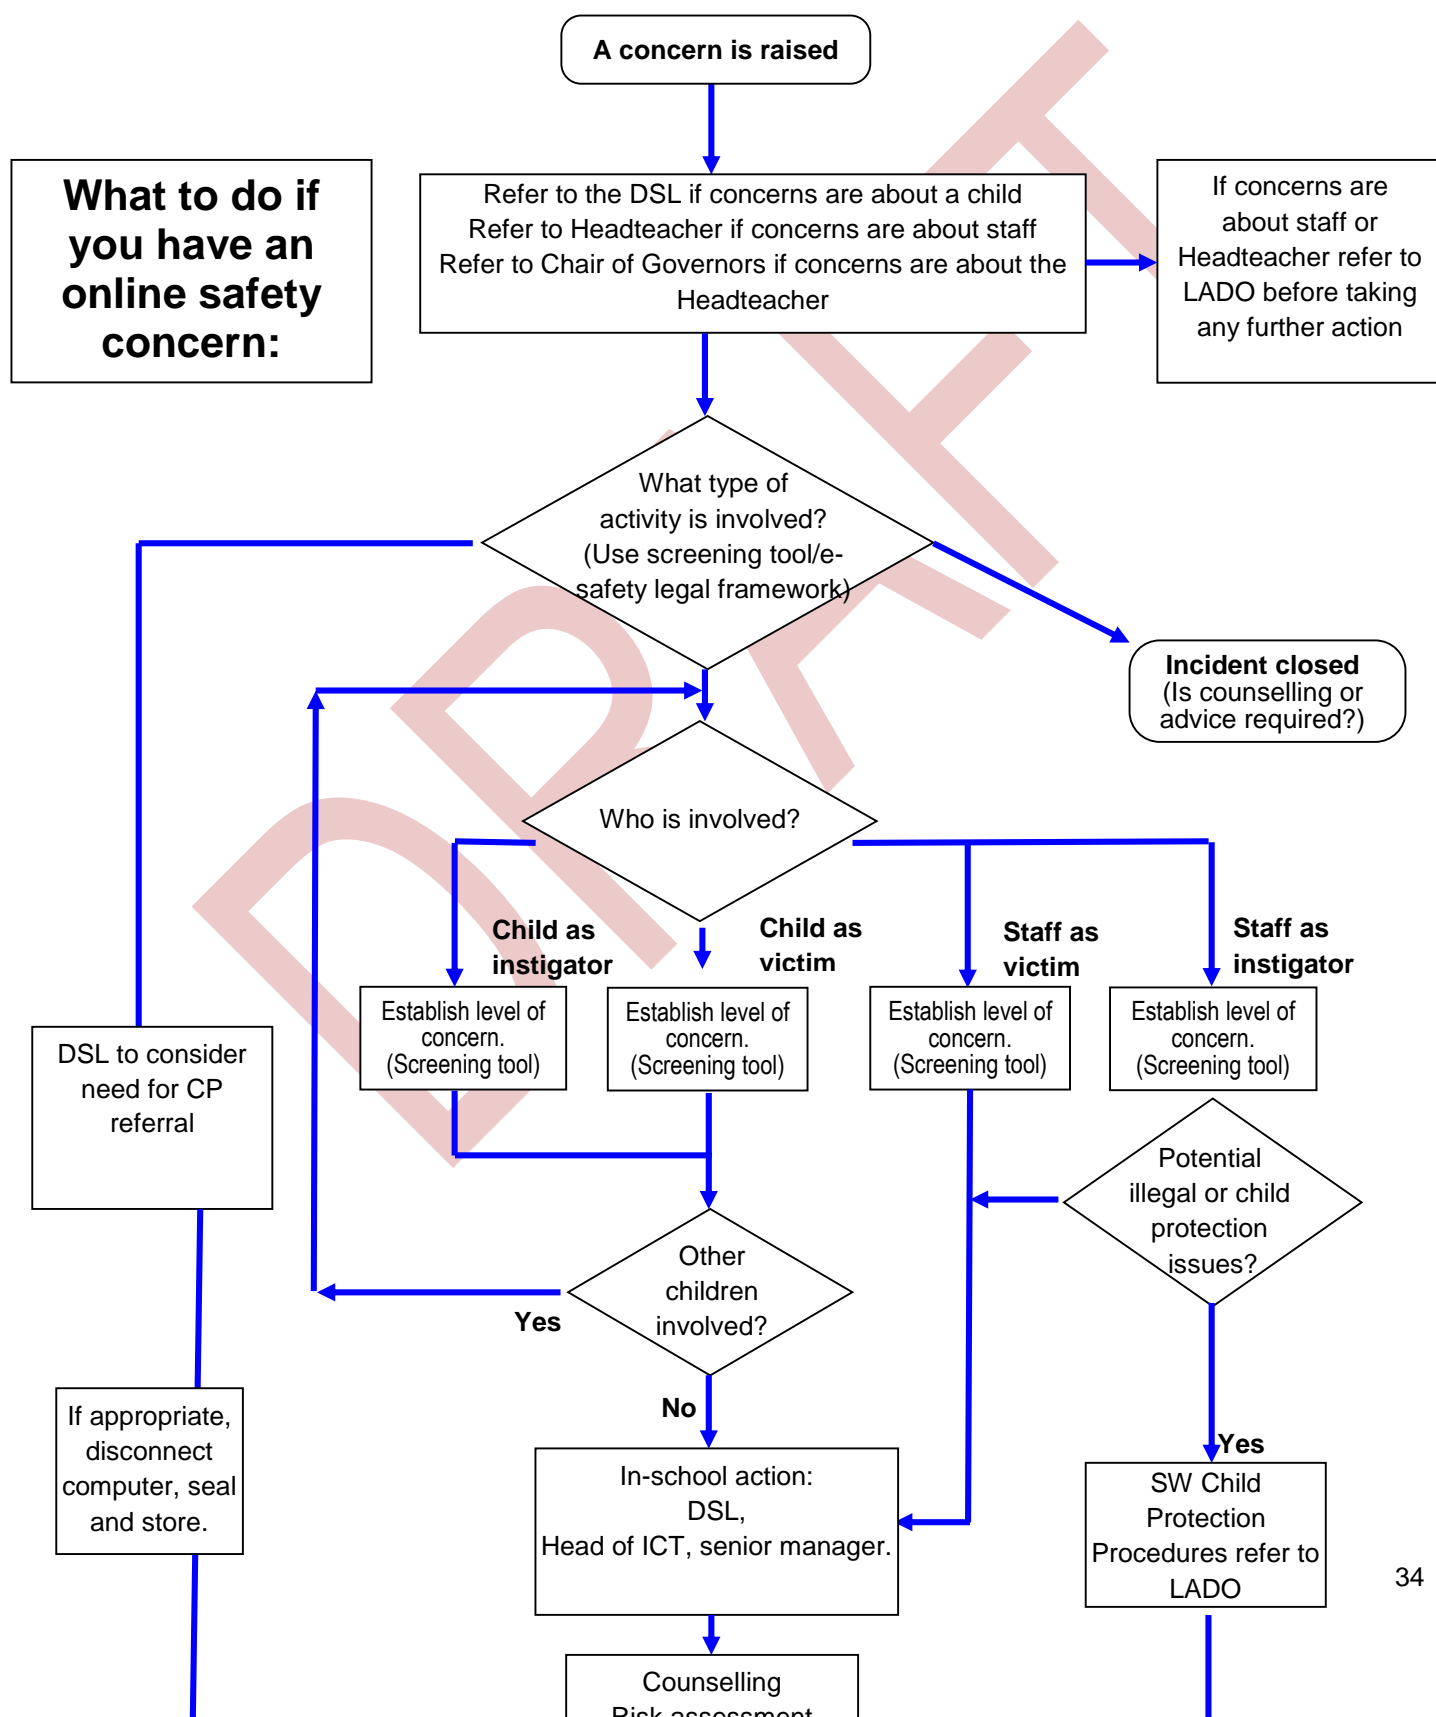 A concern is raised
What to do if
you have an
online safety
concern:
Refer to the DSL if concerns are about a child
Refer to Headteacher if concerns are about staff
Refer to Chair of Governors if concerns are about the
Headteacher
If concerns are
about staff or
Headteacher refer to
LADO before taking
any further action
What type of
activity is involved?
(Use screening tool/e-
safety legal framework)
Incident closed
(Is counselling or
advice required?)
Who is involved?
Child as
instigator
Child as
victim
Staff as
victim
Staff as
instigator
Establish level of
concern.
(Screening tool)
Establish level of
concern.
(Screening tool)
Establish level of
concern.
(Screening tool)
Establish level of
concern.
(Screening tool)
DSL to consider
need for CP
referral
Potential
illegal or child
protection
issues?
Other
children
involved?
Yes
No
If appropriate,
disconnect
computer, seal
and store.
In-school action:
DSL,
Head of ICT, senior manager.
Yes
SW Child
Protection
Procedures refer to
LADO
34
Counselling
Risk assessment
DRAFT